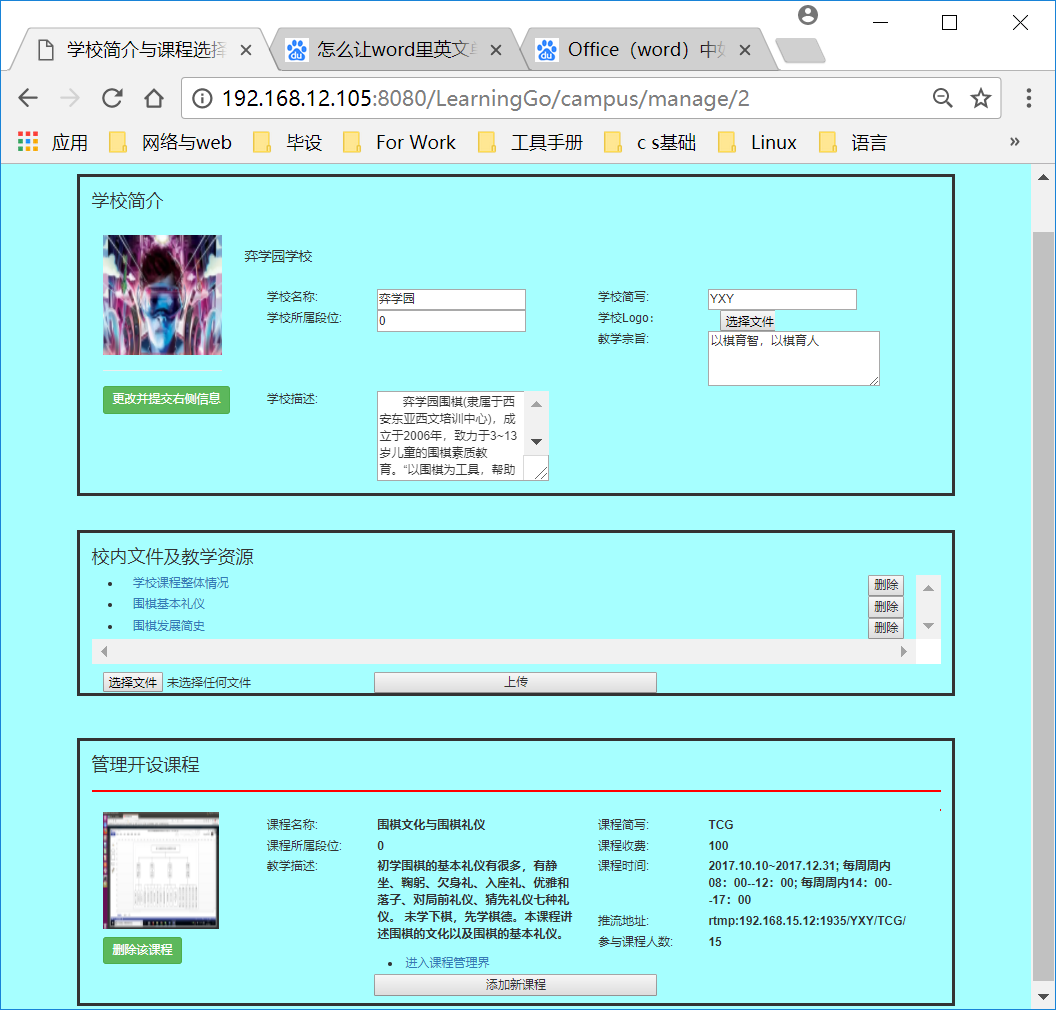 学校简介与课程选择
怎么让word里英文单
Office（word）中如
192.168.12.105:8080/LearningGo/campus/manage/2
应用 网络与web 毕设 For Work 工具手册 c s基础 Linux 语言 »
学校简介
弈学园学校
学校名称: 弈学园 学校简写: YXY
学校所属段位: 0 学校Logo: 选择文件
教学宗旨: 以棋育智，以棋育人
更改并提交右侧信息
学校描述: 弈学园围棋(隶属于西
安东亚西文培训中心)，成
立于2006年，致力于3~13
岁儿童的围棋素质教
育。“以围棋为工具，帮助
校内文件及教学资源
学校课程整体情况 删除
围棋基本礼仪 删除
围棋发展简史 删除
选择文件 未选择任何文件 上传
管理开设课程
课程名称: 围棋文化与围棋礼仪 课程简写: TCG
课程所属段位: 0 课程收费: 100
教学描述: 初学围棋的基本礼仪有很多，有静
坐、鞠躬、欠身礼、入座礼、优雅和
落子、对局前礼仪、猜先礼仪七种礼
仪。 未学下棋，先学棋德。本课程讲
述围棋的文化以及围棋的基本礼仪。
课程时间: 2017.10.10~2017.12.31; 每周周内
08：00--12：00; 每周周内14：00-
-17：00
推流地址: rtmp:192.168.15.12:1935/YXY/TCG/
参与课程人数: 15
删除该课程
进入课程管理界
添加新课程